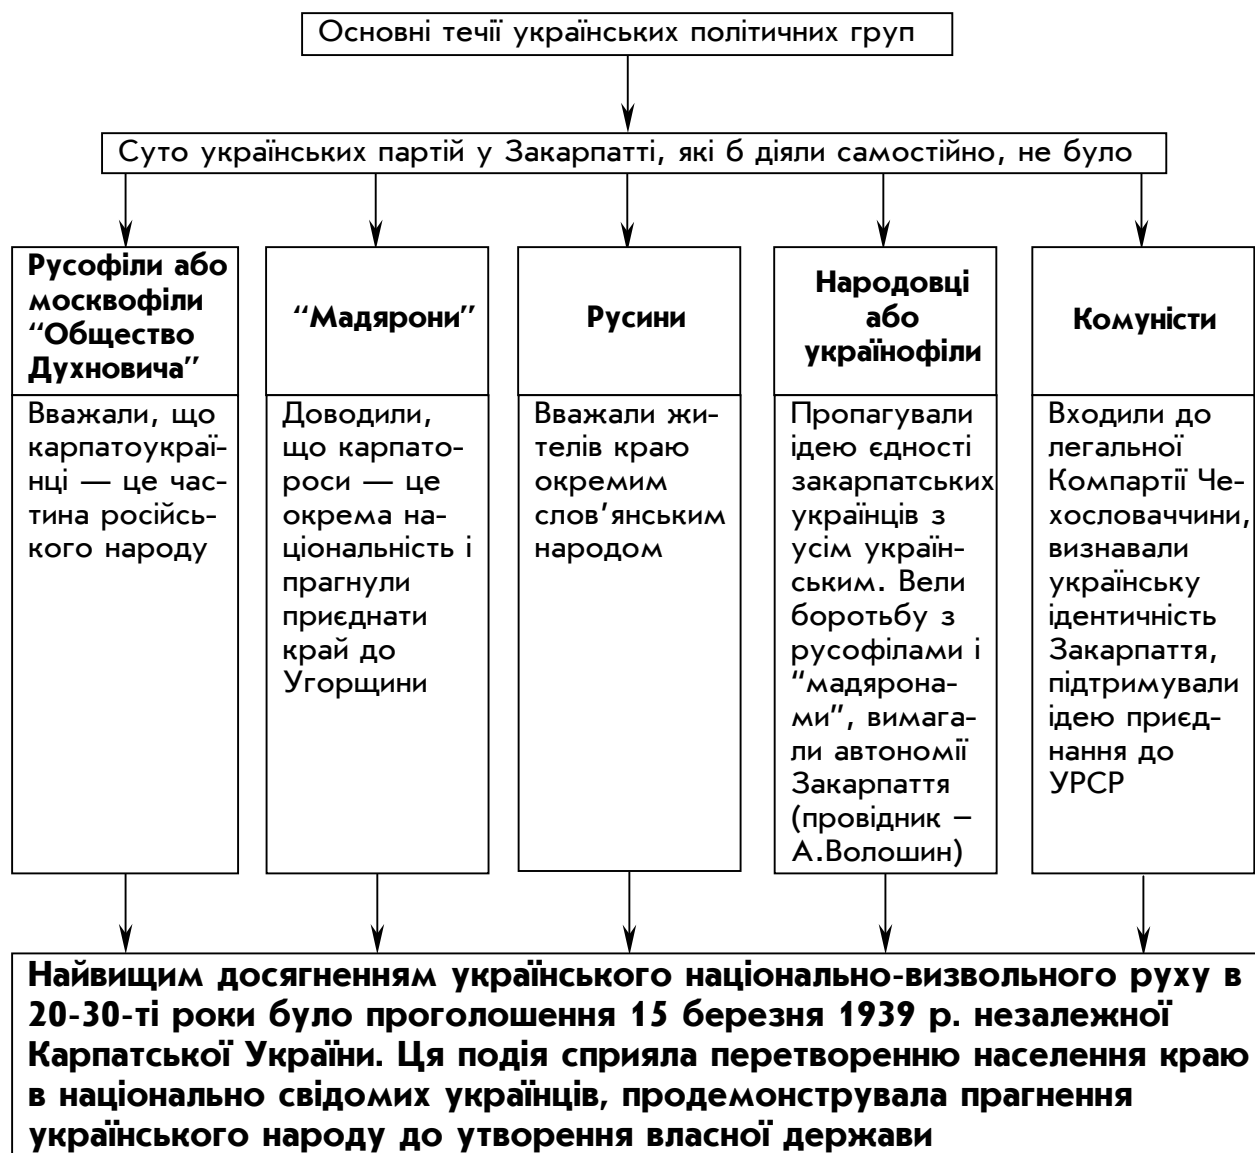 Основні течії українських політичних груп
Суто українських партій у Закарпатті, які б діяли самостійно, не було
Русофіли або
москвофіли
“Общество
Духновича”
Вважали, що
карпатоукраї-
нці — це час-
тина російсь-
кого народу
“Мадярони”
Доводили,
що карпато-
роси — це
окрема на-
ціональність і
прагнули
приєднати
край до
Угорщини
Русини
Вважали жи-
телів краю
окремим
слов’янським
народом
Народовці
або
українофіли
Пропагували
ідею єдності
закарпатських
українців з
усім україн-
ським. Вели
боротьбу з
русофілами і
“мадярона-
ми”, вимага-
ли автономії
Закарпаття
(провідник –
А.Волошин)
Комуністи
Входили до
легальної
Компартії Че-
хословаччини,
визнавали
українську
ідентичність
Закарпаття,
підтримували
ідею приєд-
нання до
УРСР
Найвищим досягненням українського національно-визвольного руху в
20-30-ті роки було проголошення 15 березня 1939 р. незалежної
Карпатської України. Ця подія сприяла перетворенню населення краю
в національно свідомих українців, продемонструвала прагнення
українського народу до утворення власної держави